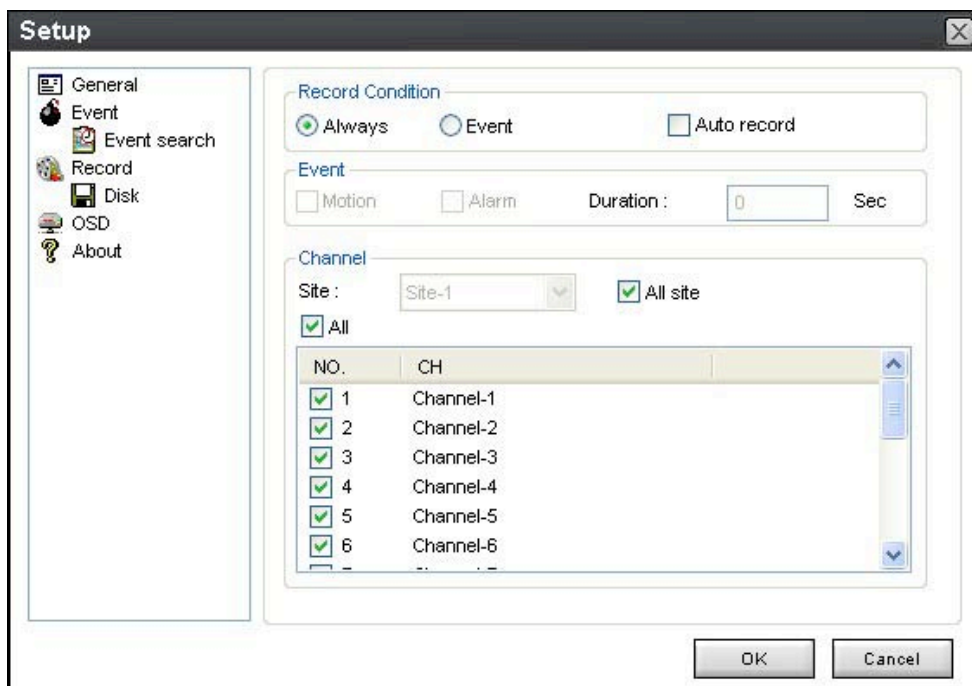 Setup
General
Event
Event search
Record
Disk
OSD
About
Record Condition
Always Event Auto record
Event
Motion Alarm Duration : 0 Sec
Channel
Site : Site-1 All site
All
NO. CH
1 Channel-1
2 Channel-2
3 Channel-3
4 Channel-4
5 Channel-5
6 Channel-6
OK Cancel